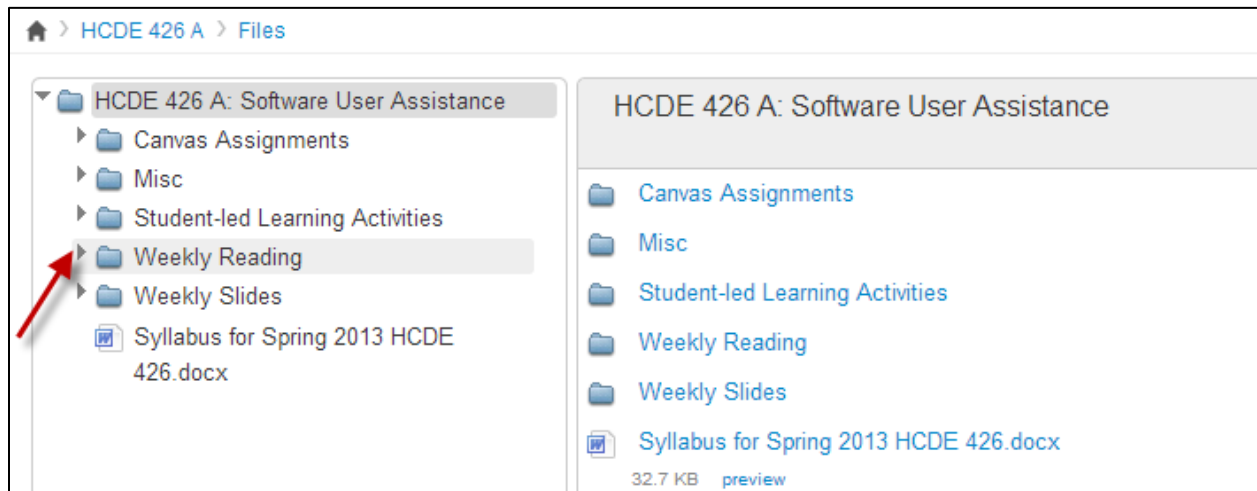 HCDE 426 A > Files
HCDE 426 A: Software User Assistance
Canvas Assignments
Misc
Student-led Learning Activities
Weekly Reading
Weekly Slides
Syllabus for Spring 2013 HCDE
426.docx
HCDE 426 A: Software User Assistance
Canvas Assignments
Misc
Student-led Learning Activities
Weekly Reading
Weekly Slides
Syllabus for Spring 2013 HCDE 426.docx
32.7 KB preview